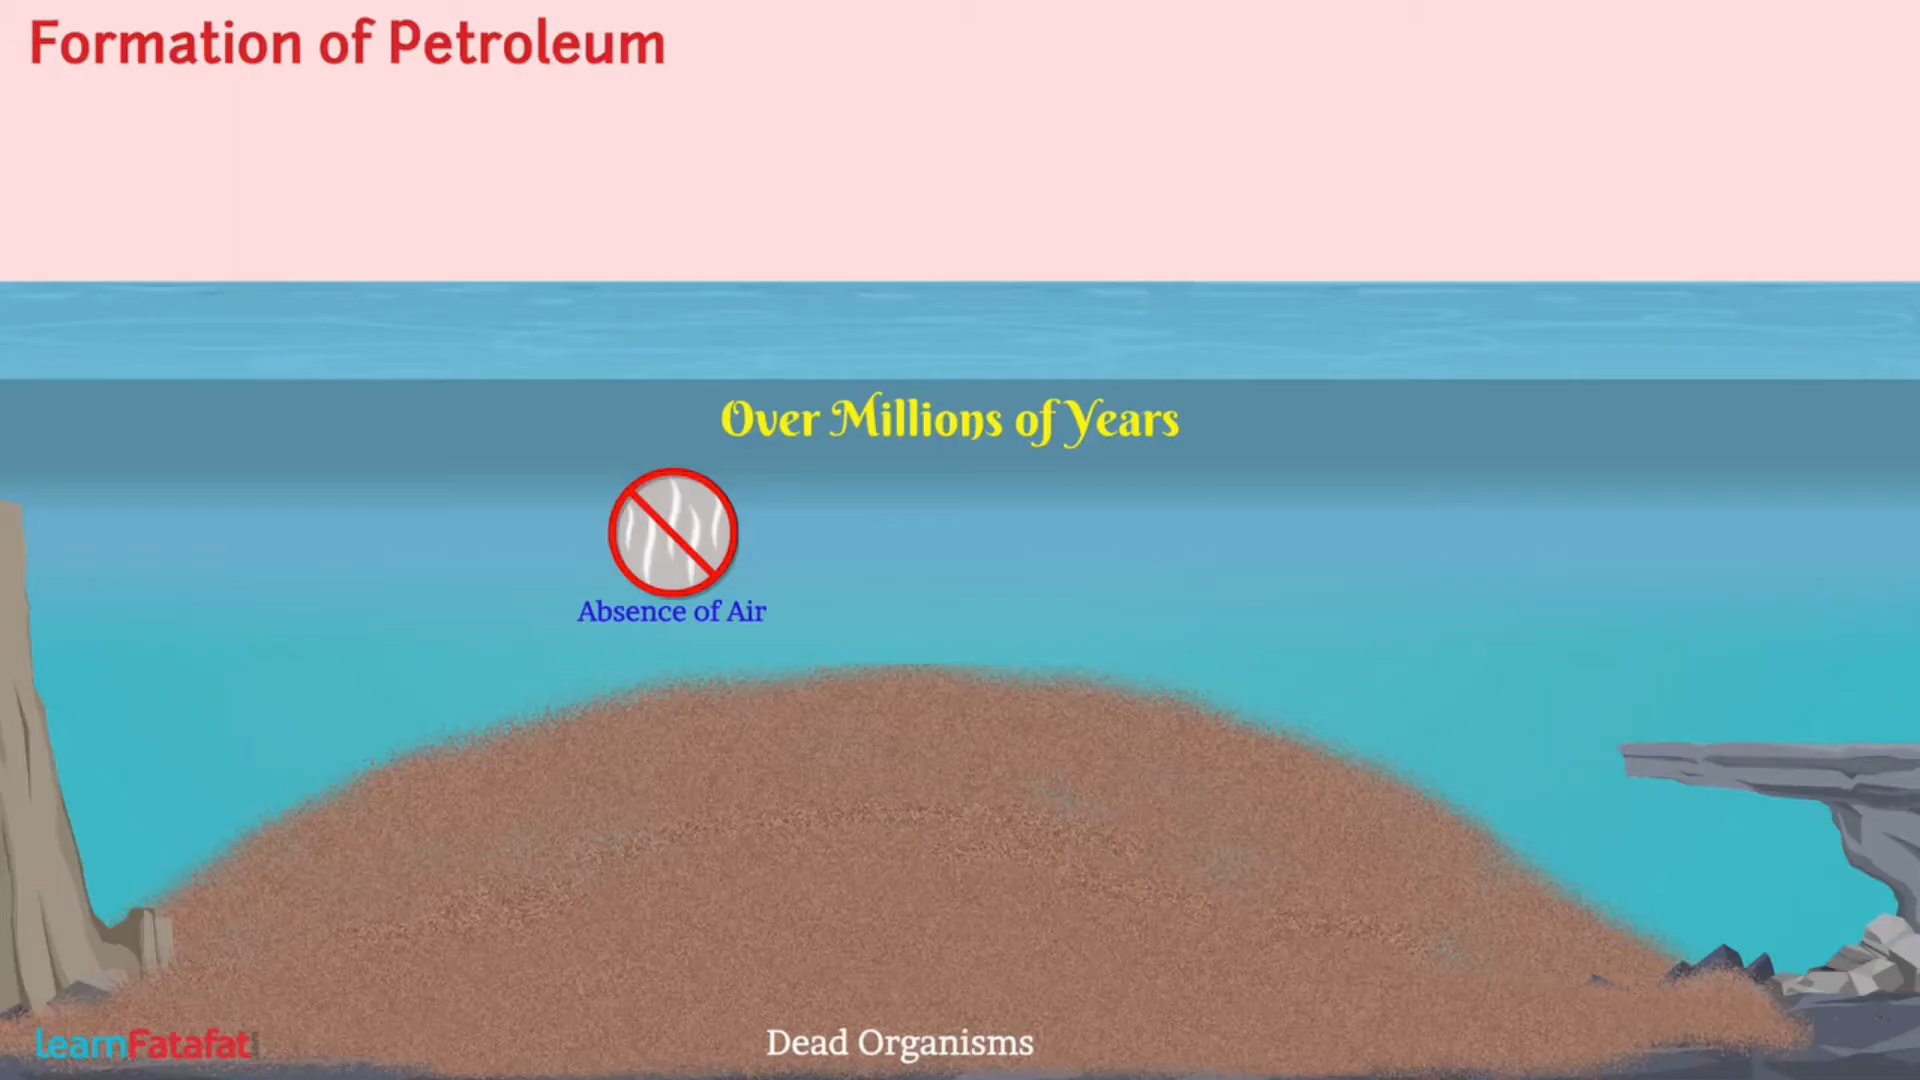 Formation of Petroleum
Over Millions of Years
Absence of Air
Dead Organisms
LearnFatafat